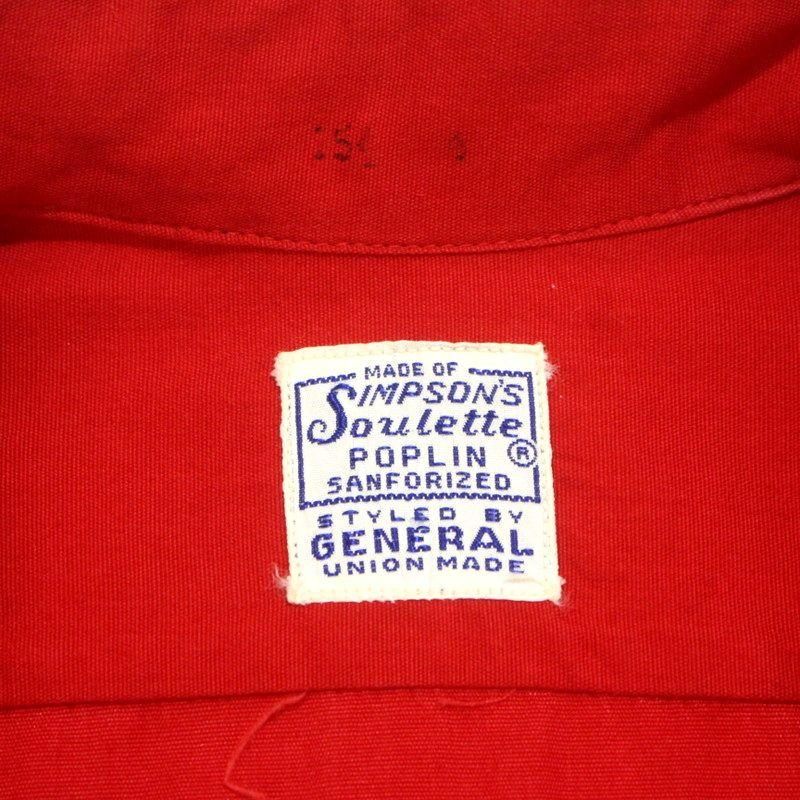 MADE OF
SIMPSON'S
Soulette
POPLIN ®
SANFORIZED
STYLED BY
GENERAL
UNION MADE